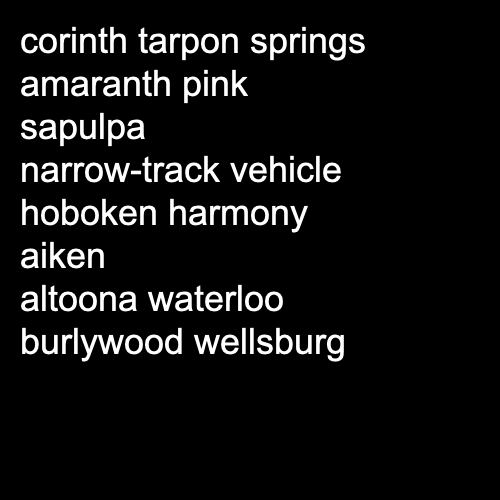 corinth tarpon springs
amaranth pink
sapulpa
narrow-track vehicle
hoboken harmony
aiken
altoona waterloo
burlywood wellsburg